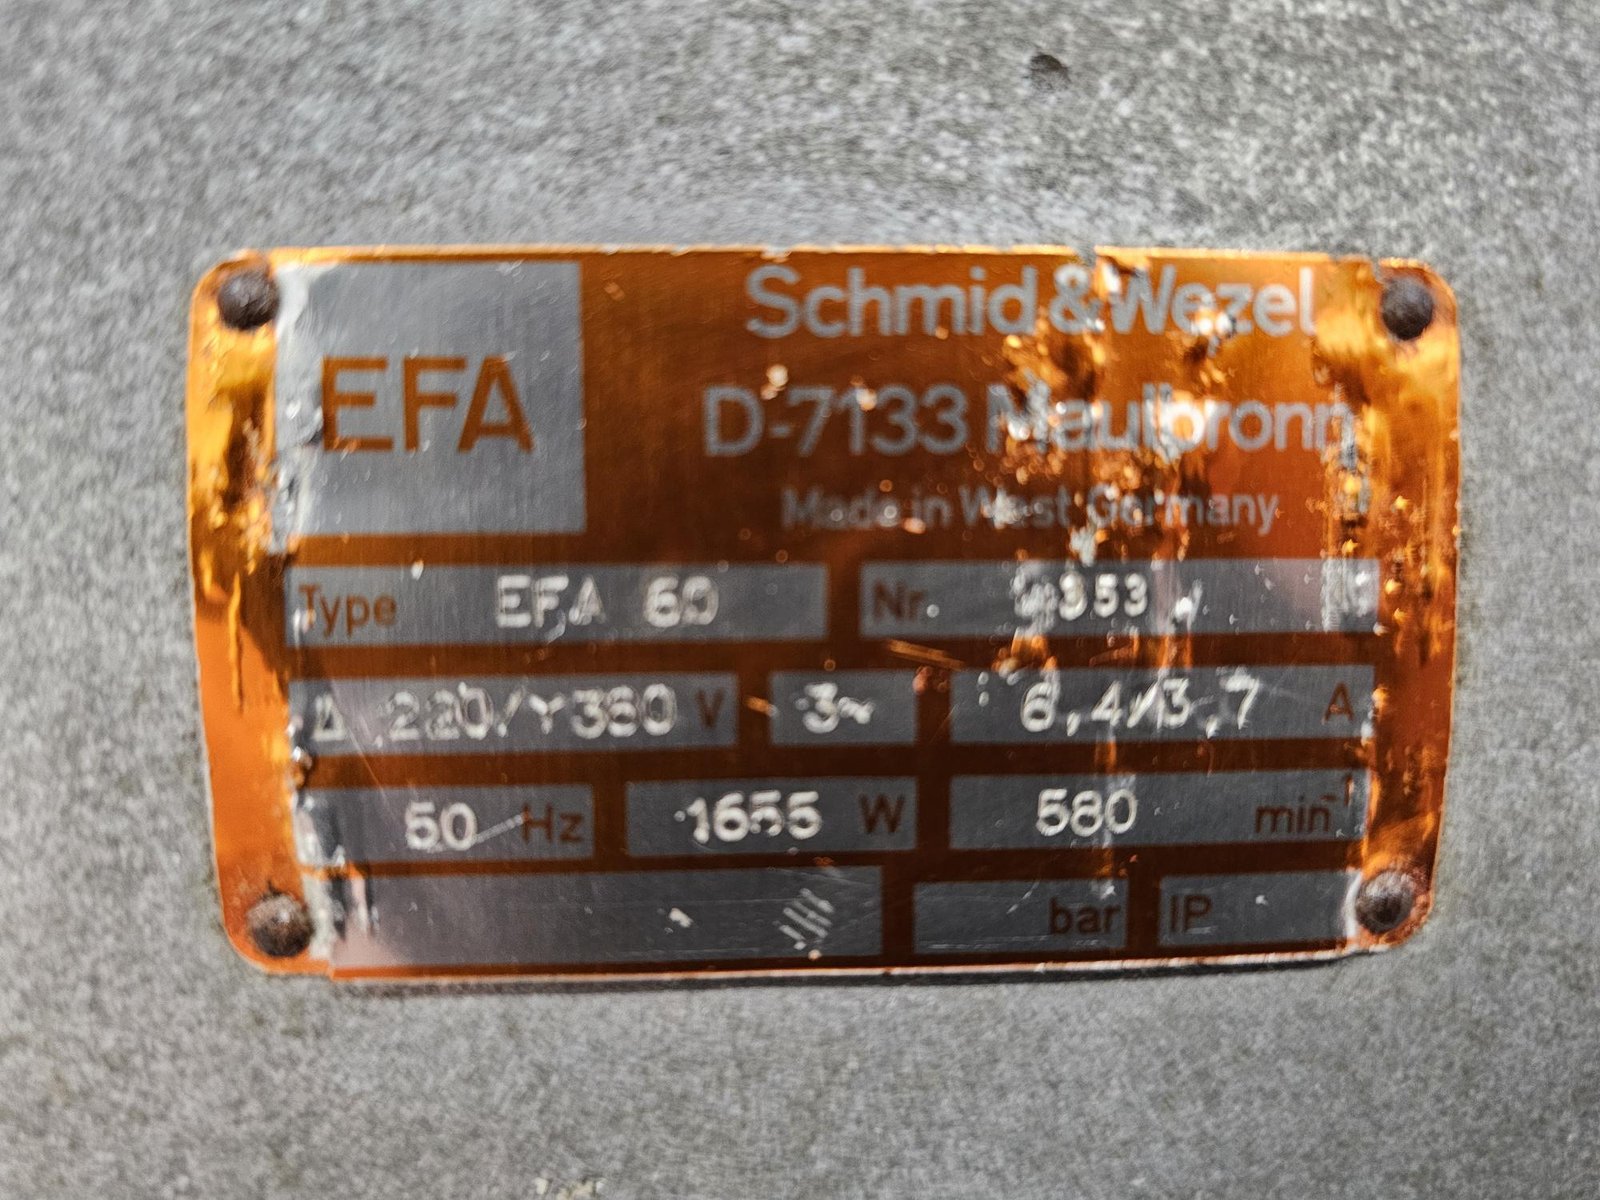 EFA
Schmid & Wezel
D-7133 Maulbronn
Made in West Germany
Type EFA 60 Nr.
Δ 220/Y380 V 3~ 6,4/3,7 A
50 Hz 1655 W 580 min⁻¹
bar IP